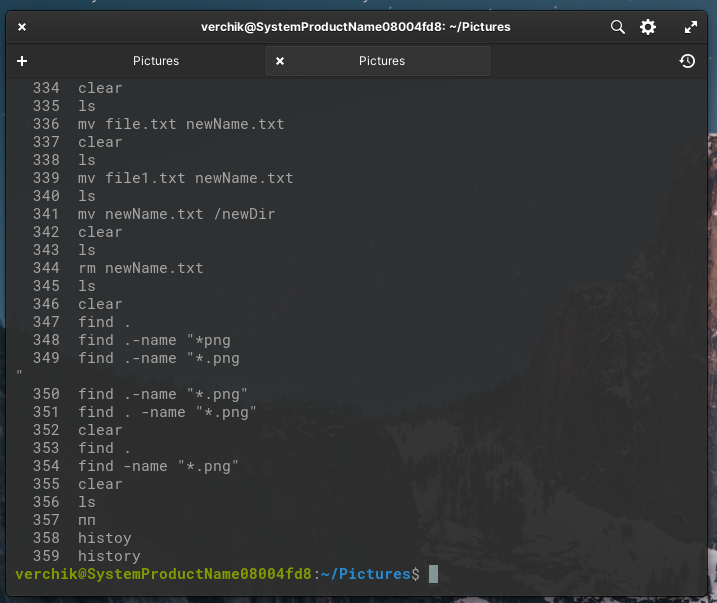 verchik@SystemProductName08004fd8: ~/Pictures
Pictures
Pictures
334 clear
335 ls
336 mv file.txt newName.txt
337 clear
338 ls
339 mv file1.txt newName.txt
340 ls
341 mv newName.txt /newDir
342 clear
343 ls
344 rm newName.txt
345 ls
346 clear
347 find .
348 find .-name "*png
349 find .-name "*.png
"
350 find .-name "*.png"
351 find . -name "*.png"
352 clear
353 find .
354 find -name "*.png"
355 clear
356 ls
357 пп
358 histoy
359 history
verchik@SystemProductName08004fd8:~/Pictures$